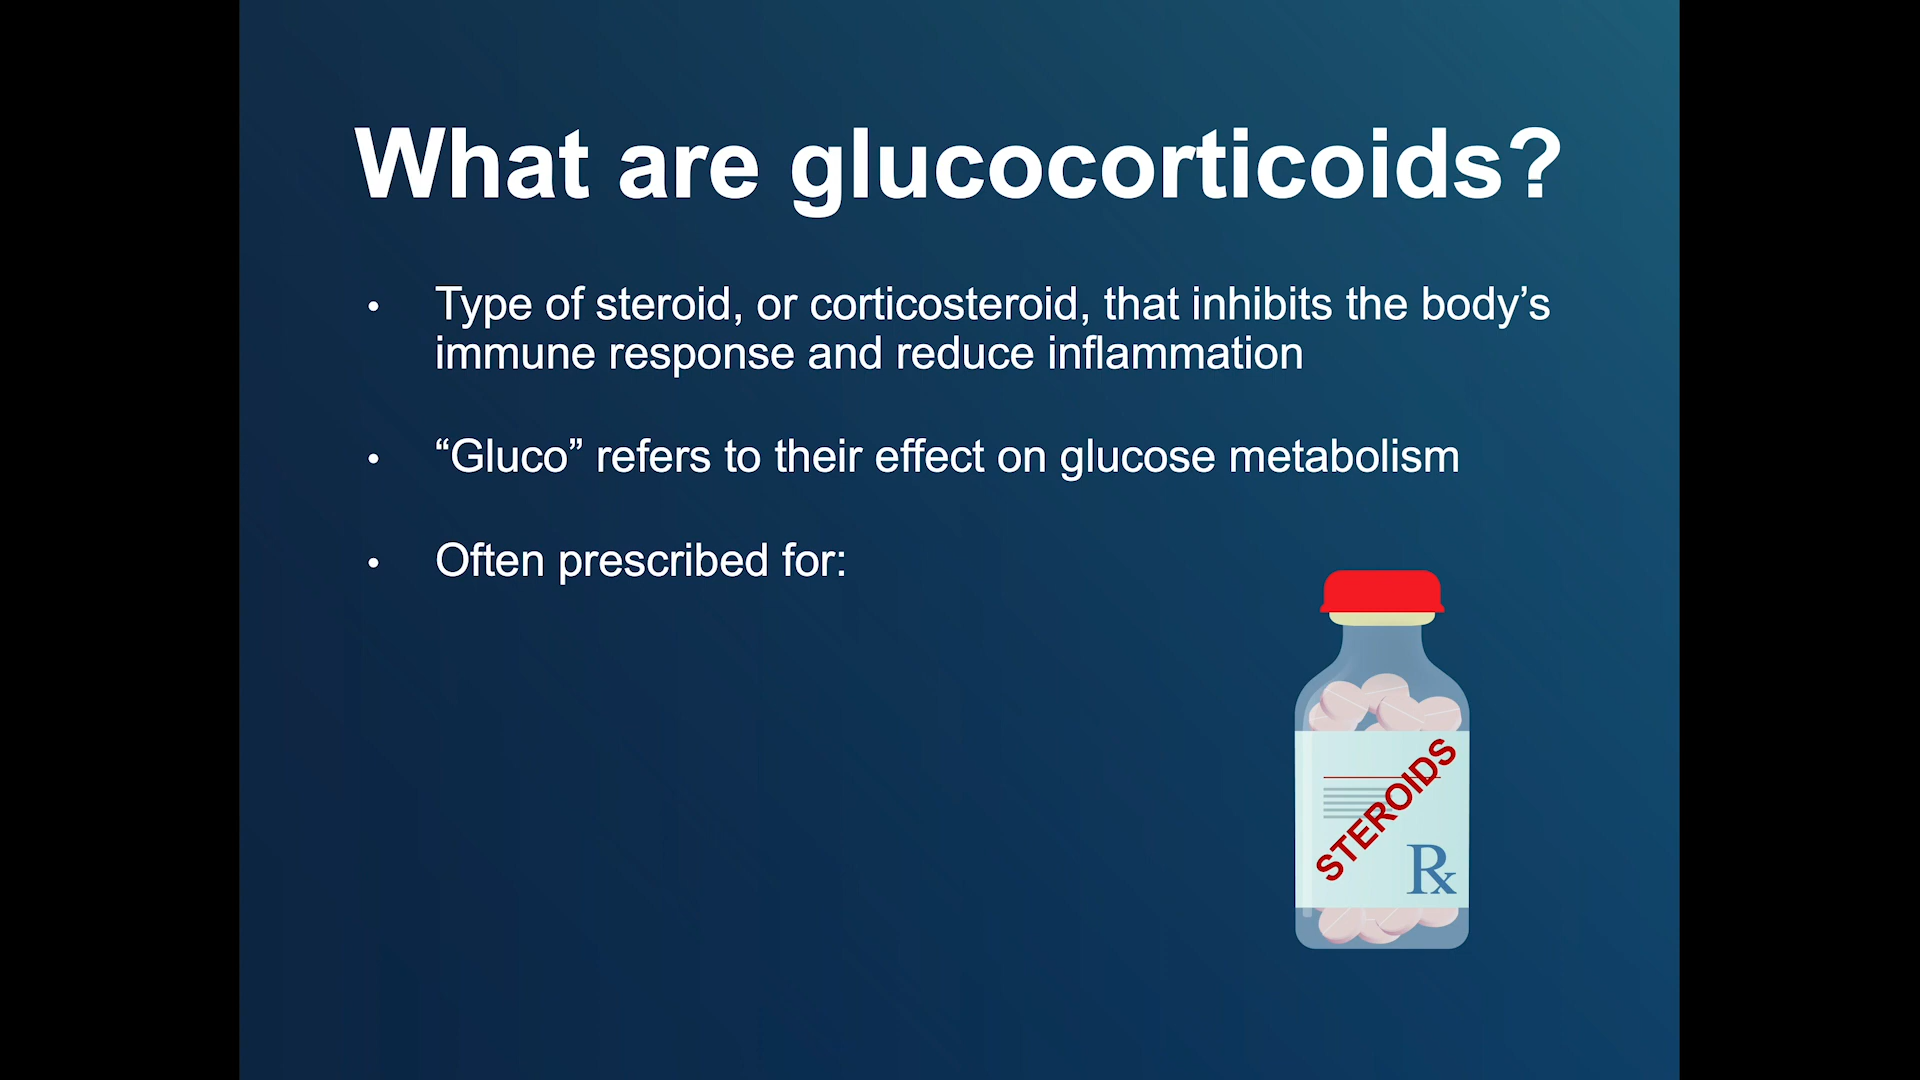 What are glucocorticoids?
• Type of steroid, or corticosteroid, that inhibits the body’s
immune response and reduce inflammation
• “Gluco” refers to their effect on glucose metabolism
• Often prescribed for:
STEROIDS
Rx